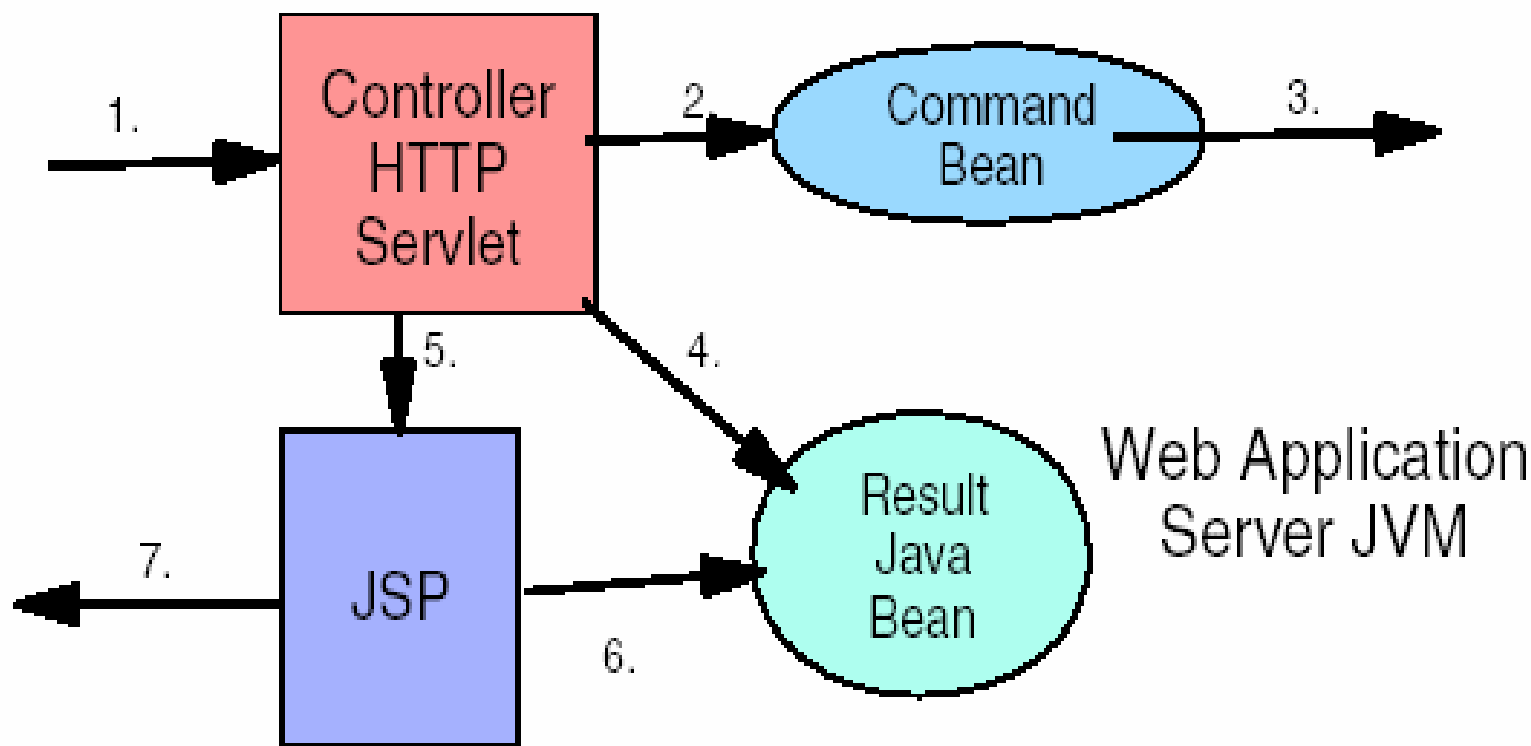 1.
Controller
HTTP
Servlet
2.
Command
Bean
3.
5.
4.
JSP
7.
6.
Result
Java
Bean
Web Application
Server JVM